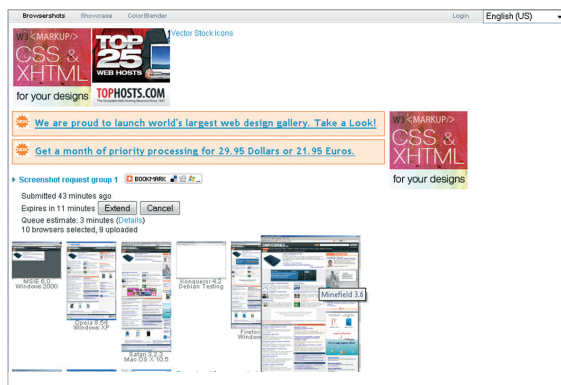 Browsershots Showcase ColorBlender Login English (US)
W3 <MARKUP/>
CSS &
XHTML
for your designs
TOP
25
WEB HOSTS
TOPHOSTS.COM
Vector Stock Icons
We are proud to launch world's largest web design gallery. Take a Look!
Get a month of priority processing for 29.95 Dollars or 21.95 Euros.
W3 <MARKUP/>
CSS &
XHTML
for your designs
Screenshot request group 1 BOOKMARK
Submitted 43 minutes ago
Expires in 11 minutes Extend Cancel
Queue estimate: 3 minutes (Details)
10 browsers selected, 9 uploaded
MSIE 6.0
Windows 2000
Opera 8.54
Windows XP
Safari 3.2.3
Mac OS X 10.5
Konqueror 4.2
Debian Testing
Firefox
Windows
Minefield 3.6